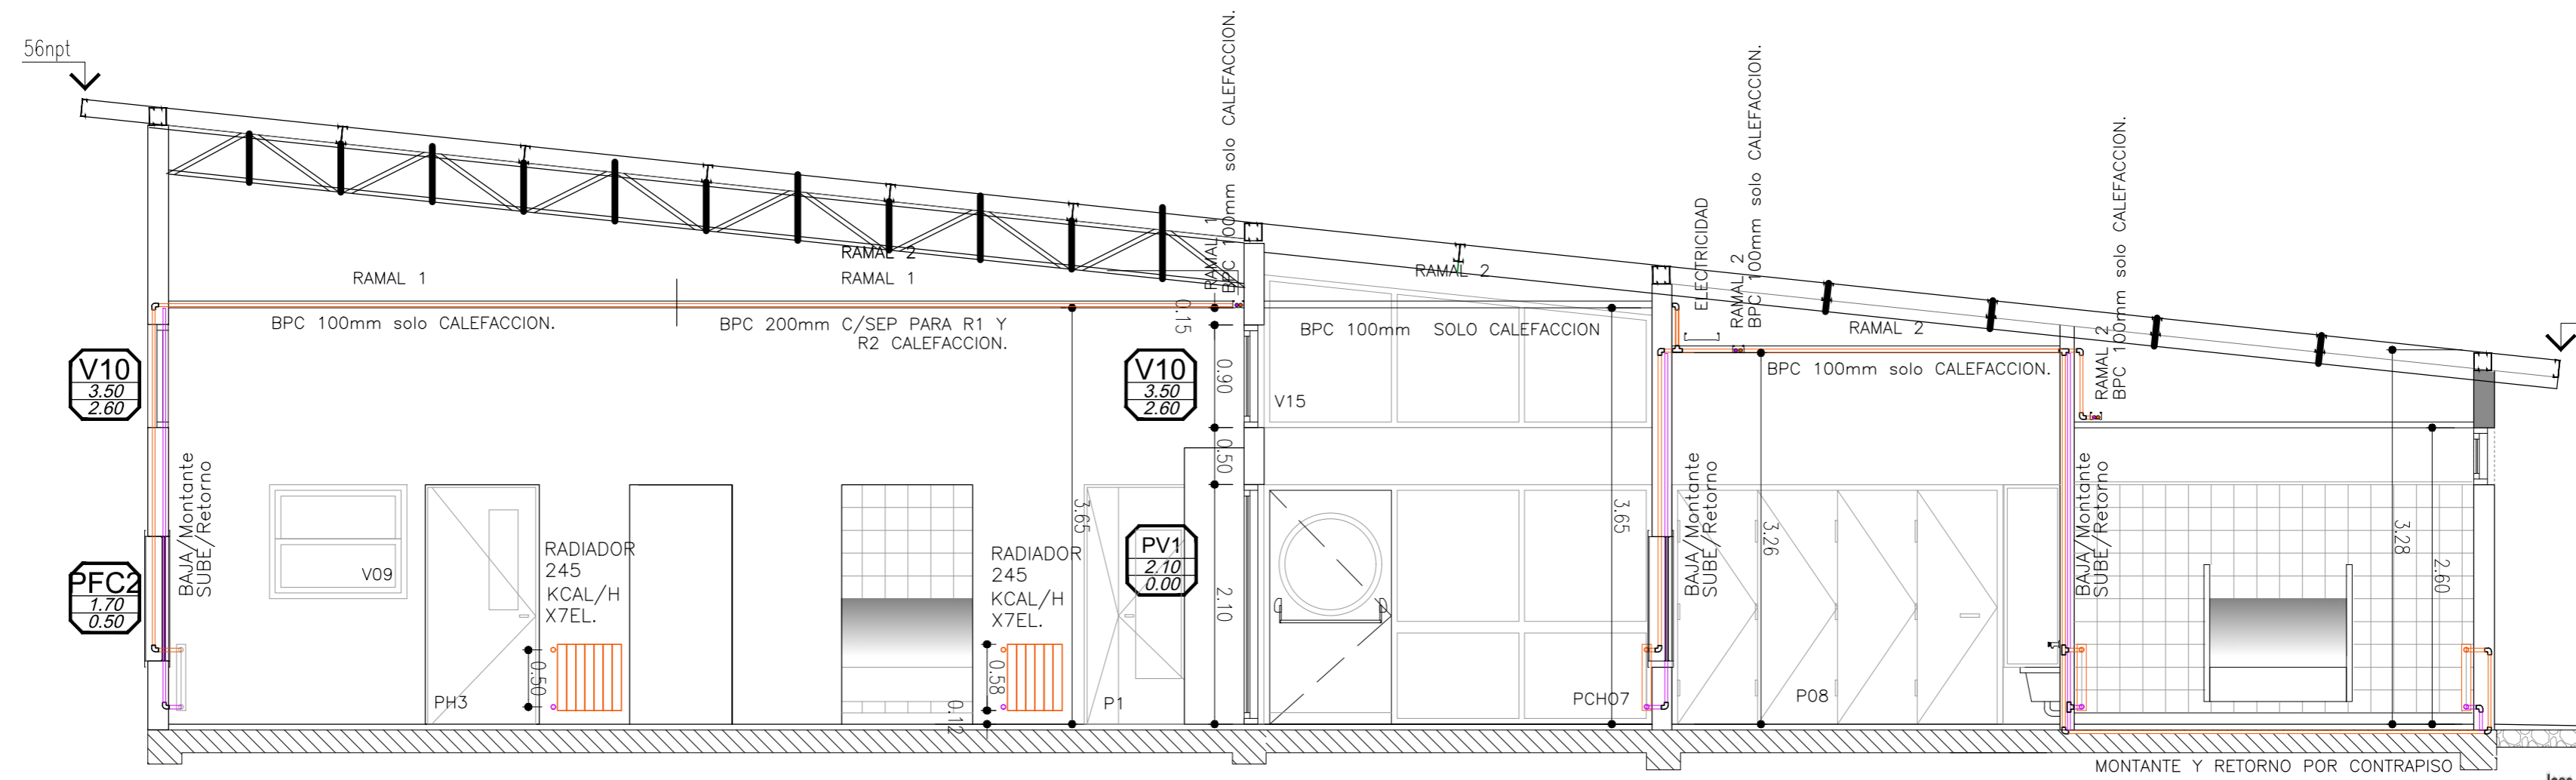 56npt
RAMAL 1
BPC 100mm solo CALEFACCION.
RAMAL 2
RAMAL 1
BPC 200mm C/SEP PARA R1 Y
R2 CALEFACCION.
RAMAL 1
BPC 100mm solo CALEFACCION.
0.15
0.90
0.50
2.10
RAMAL 2
BPC 100mm SOLO CALEFACCION
V15
ELECTRICIDAD
RAMAL 2
BPC 100mm solo CALEFACCION.
RAMAL 2
BPC 100mm solo CALEFACCION.
RAMAL 2
BPC 100mm solo CALEFACCION.
V10
3.50
2.60
V10
3.50
2.60
PFC2
1.70
0.50
PV1
2.10
0.00
BAJA/Montante
SUBE/Retorno
V09
PH3
RADIADOR
245
KCAL/H
X7EL.
0.50
RADIADOR
245
KCAL/H
X7EL.
0.58
0.12
3.65
P1
3.65
PCH07
BAJA/Montante
SUBE/Retorno
3.26
P08
BAJA/Montante
SUBE/Retorno
3.28
2.60
MONTANTE Y RETORNO POR CONTRAPISO